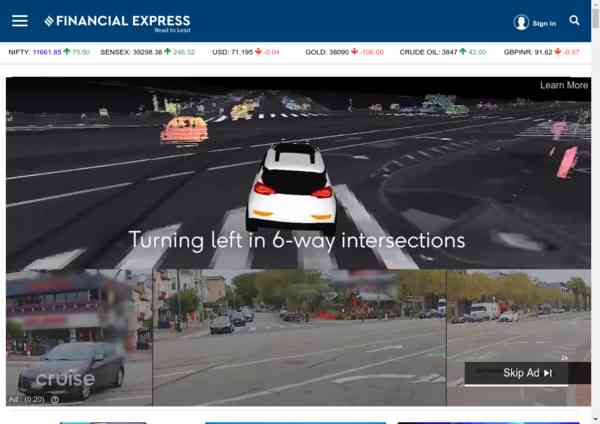 FINANCIAL EXPRESS
Read to Lead
Sign in
NIFTY: 11661.85 75.50 SENSEX: 39298.38 246.32 USD: 71.195 -0.04 GOLD: 38090 -106.00 CRUDE OIL: 3847 42.00 GBPINR: 91.62 -0.97
Learn More
Turning left in 6-way intersections
cruise
Skip Ad
Ad : (0:20)